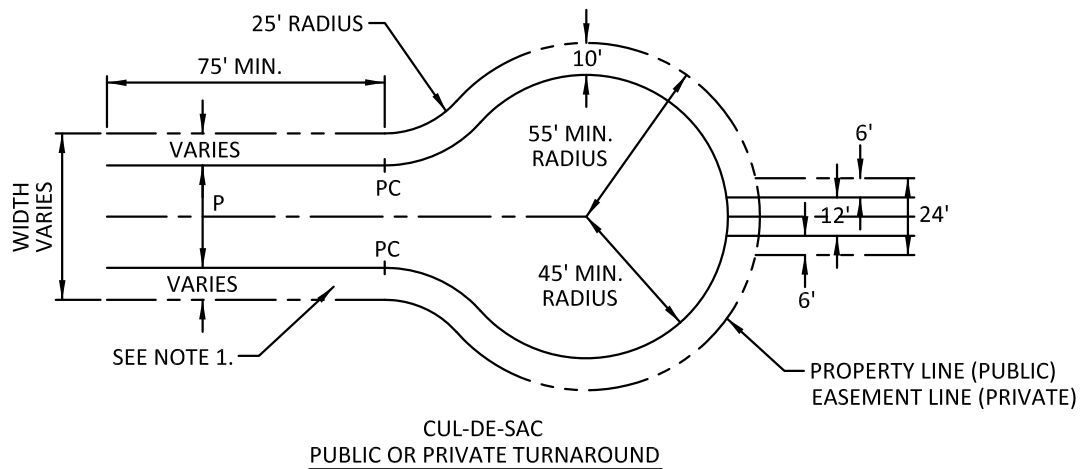 25' RADIUS
75' MIN.
10'
55' MIN.
RADIUS
6'
VARIES
PC
WIDTH
VARIES
P
12'
24'
PC
VARIES
45' MIN.
RADIUS
6'
SEE NOTE 1.
PROPERTY LINE (PUBLIC)
EASEMENT LINE (PRIVATE)
CUL-DE-SAC
PUBLIC OR PRIVATE TURNAROUND